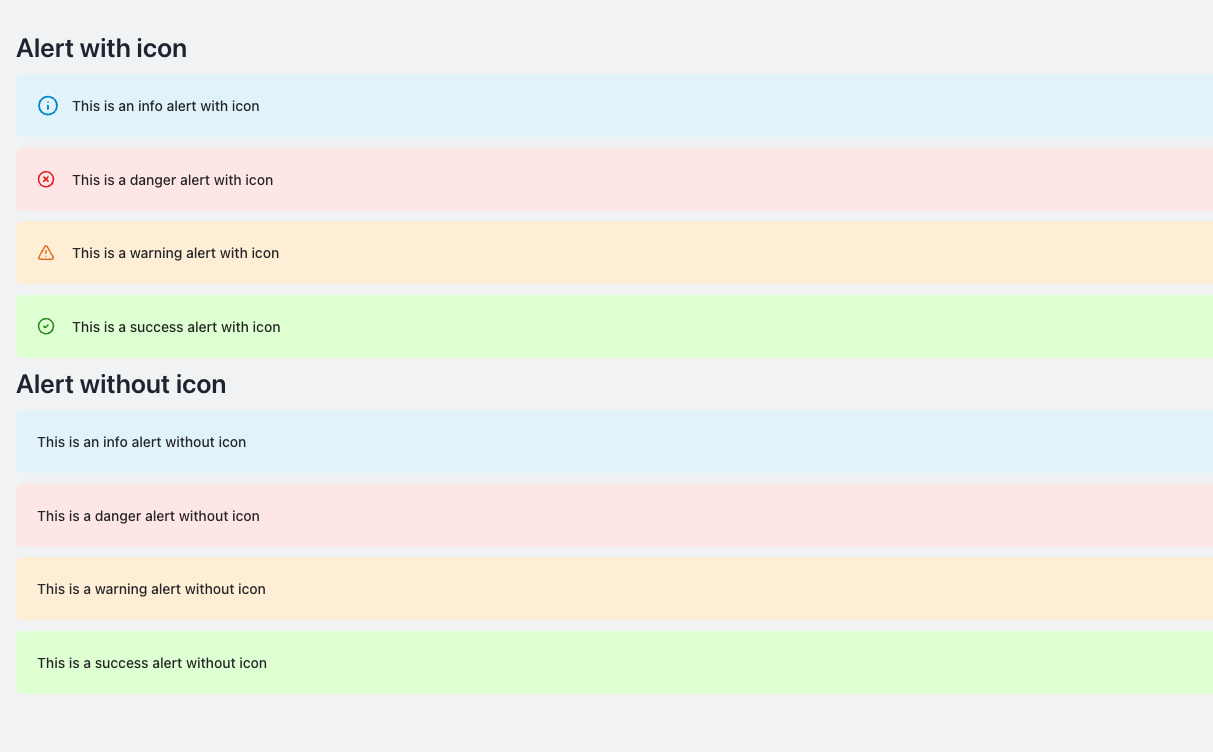 Alert with icon
This is an info alert with icon
This is a danger alert with icon
This is a warning alert with icon
This is a success alert with icon
Alert without icon
This is an info alert without icon
This is a danger alert without icon
This is a warning alert without icon
This is a success alert without icon